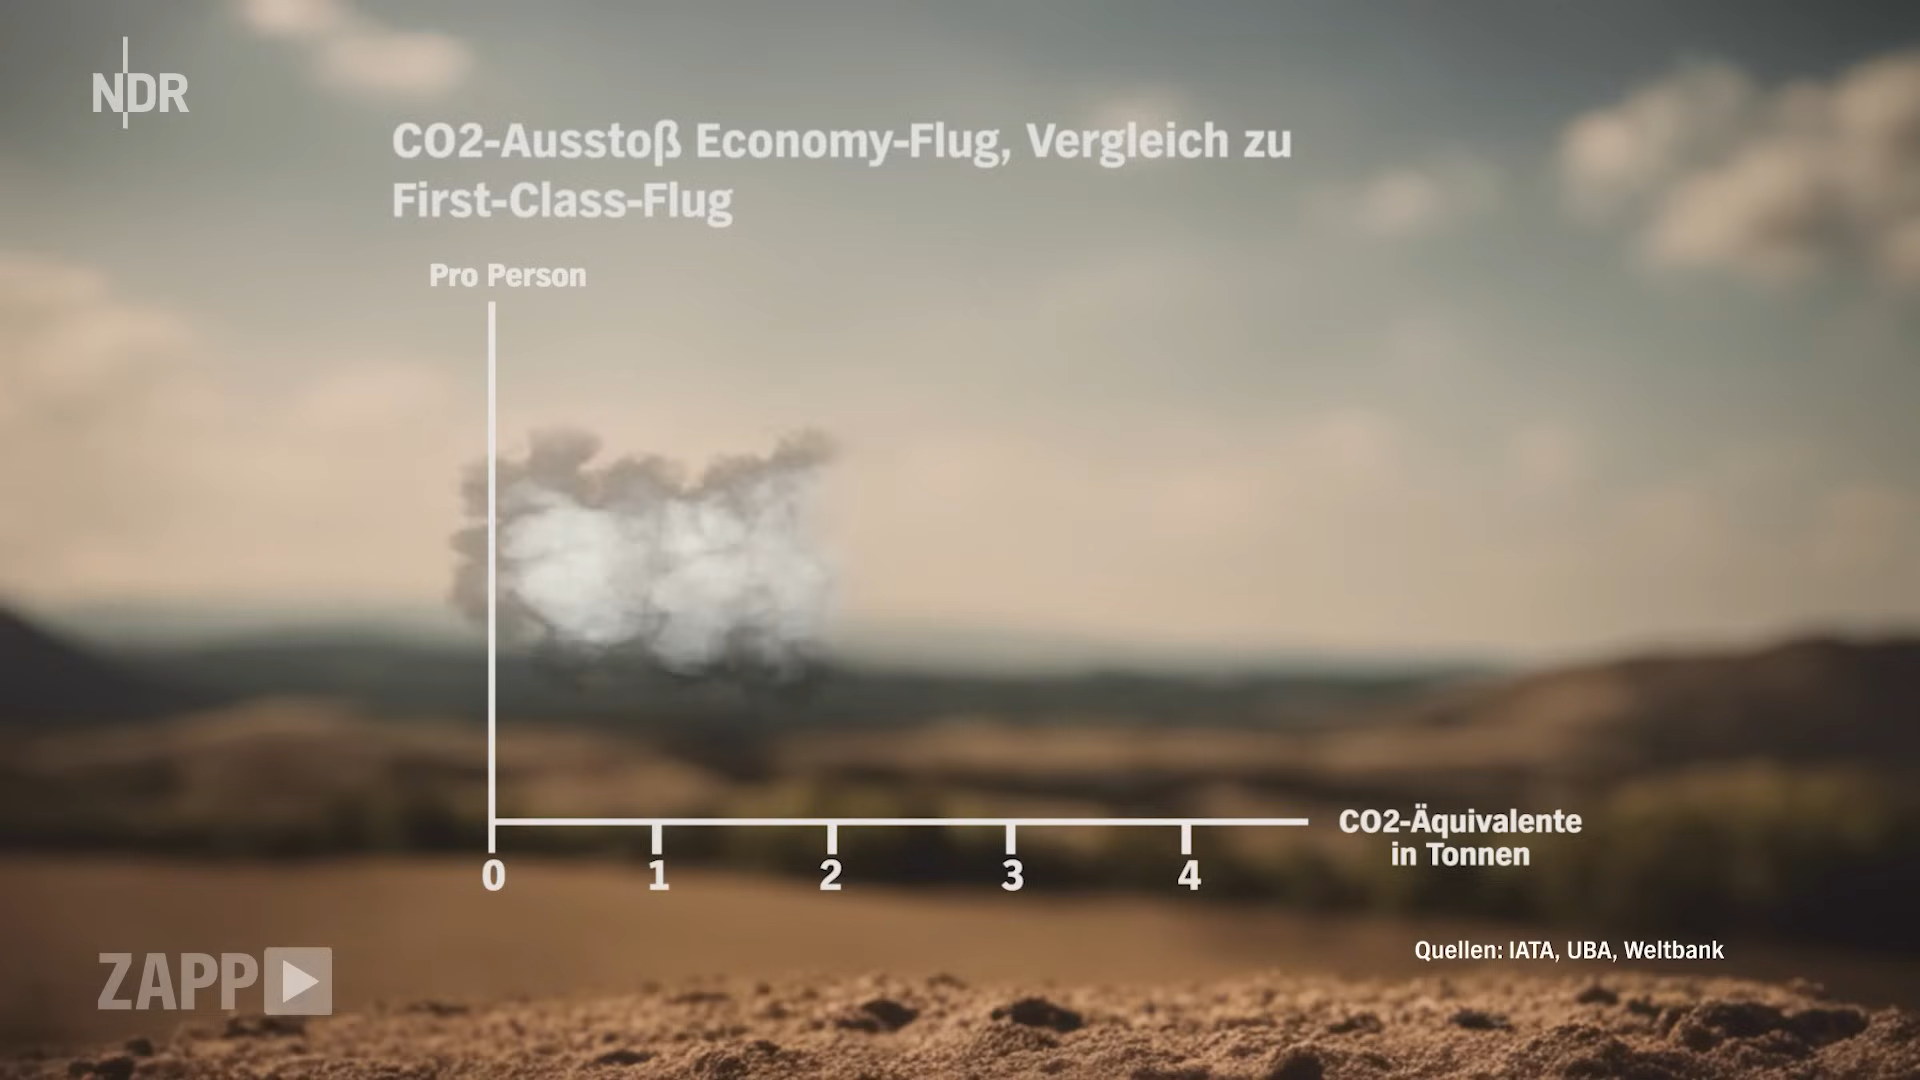 NDR
CO2-Ausstoß Economy-Flug, Vergleich zu
First-Class-Flug
Pro Person
0 1 2 3 4
CO2-Äquivalente
in Tonnen
Quellen: IATA, UBA, Weltbank
ZAPP